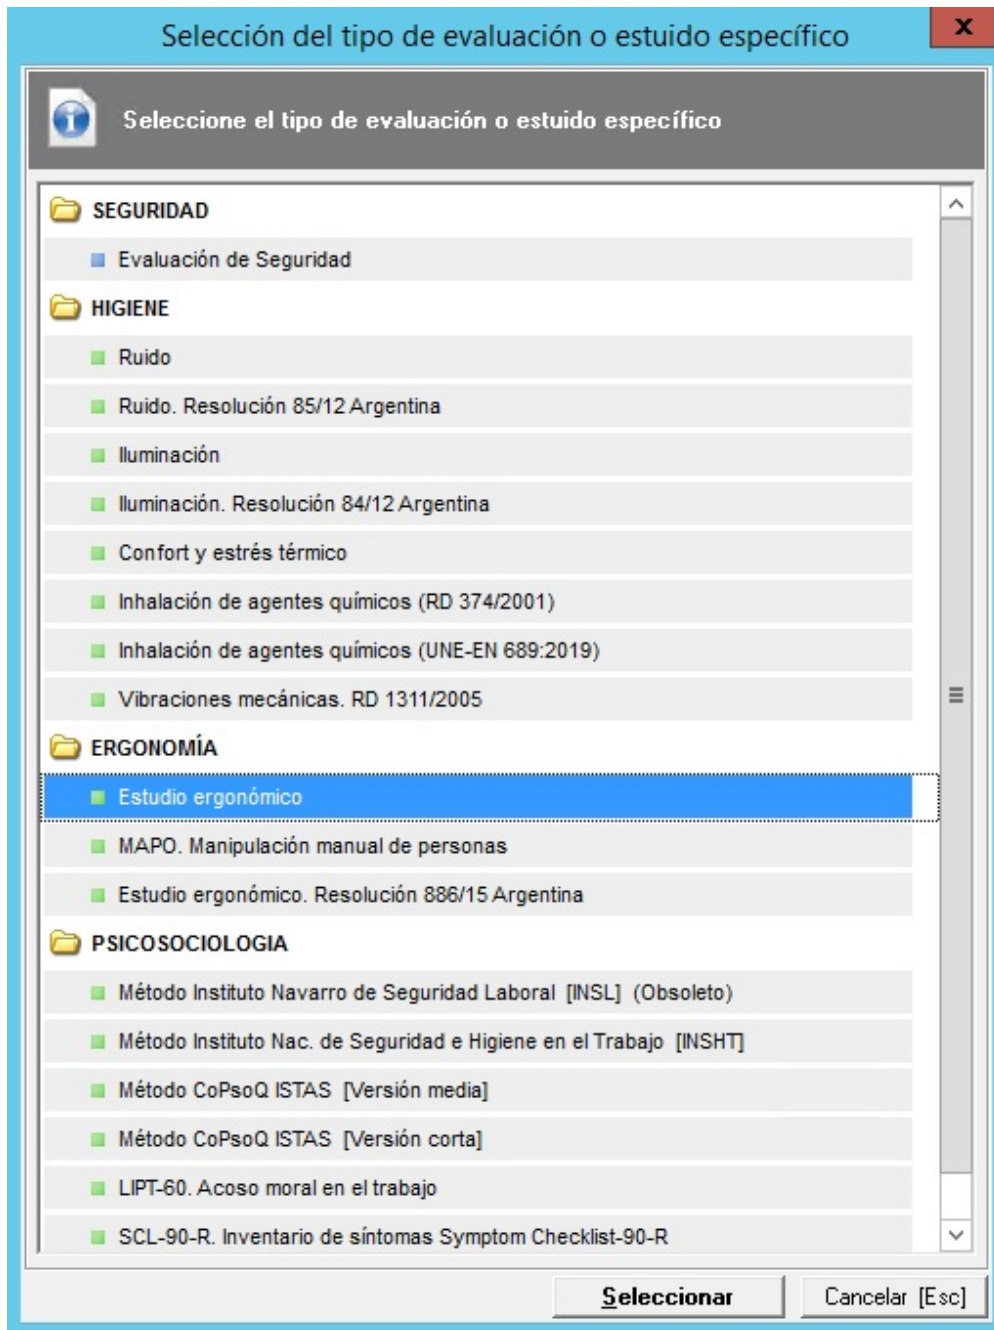 Selección del tipo de evaluación o estuido específico
x
Seleccione el tipo de evaluación o estuido específico
SEGURIDAD
Evaluación de Seguridad
HIGIENE
Ruido
Ruido. Resolución 85/12 Argentina
Iluminación
Iluminación. Resolución 84/12 Argentina
Confort y estrés térmico
Inhalación de agentes químicos (RD 374/2001)
Inhalación de agentes químicos (UNE-EN 689:2019)
Vibraciones mecánicas. RD 1311/2005
ERGONOMÍA
Estudio ergonómico
MAPO. Manipulación manual de personas
Estudio ergonómico. Resolución 886/15 Argentina
PSICOSOCIOLOGIA
Método Instituto Navarro de Seguridad Laboral [INSL] (Obsoleto)
Método Instituto Nac. de Seguridad e Higiene en el Trabajo [INSHT]
Método CoPsoQ ISTAS [Versión media]
Método CoPsoQ ISTAS [Versión corta]
LIPT-60. Acoso moral en el trabajo
SCL-90-R. Inventario de síntomas Symptom Checklist-90-R
Seleccionar Cancelar [Esc]